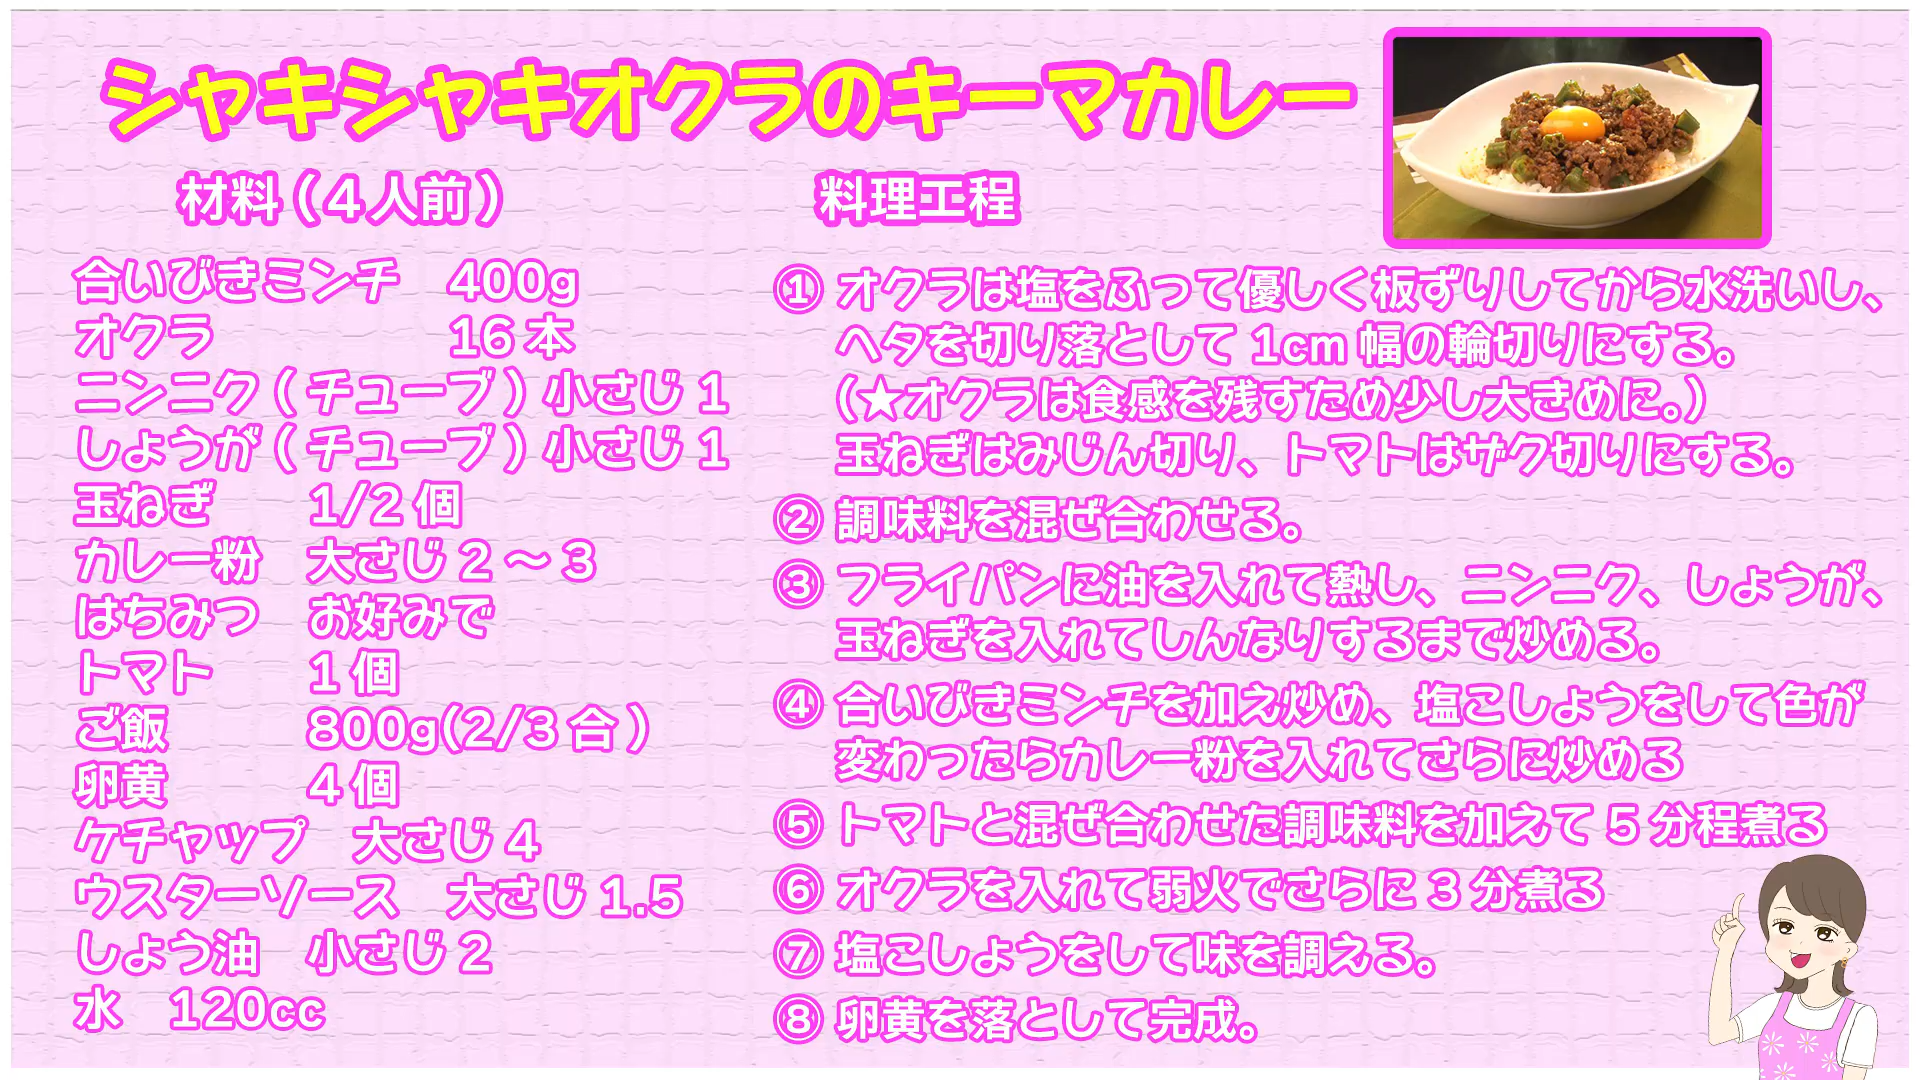 シャキシャキオクラのキーマカレー
材料(４人前)
合いびきミンチ　400g
オクラ　16本
ニンニク(チューブ)小さじ1
しょうが(チューブ)小さじ1
玉ねぎ　1/2個
カレー粉　大さじ2～3
はちみつ　お好みで
トマト　1個
ご飯　800g(2/3合)
卵黄　4個
ケチャップ　大さじ4
ウスターソース　大さじ1.5
しょう油　小さじ2
水　120cc
料理工程
① オクラは塩をふって優しく板ずりしてから水洗いし、
ヘタを切り落として1cm幅の輪切りにする。
(★オクラは食感を残すため少し大きめに。)
玉ねぎはみじん切り、トマトはザク切りにする。
② 調味料を混ぜ合わせる。
③ フライパンに油を入れて熱し、ニンニク、しょうが、
玉ねぎを入れてしんなりするまで炒める。
④ 合いびきミンチを加え炒め、塩こしょうをして色が
変わったらカレー粉を入れてさらに炒める
⑤ トマトと混ぜ合わせた調味料を加えて5分程煮る
⑥ オクラを入れて弱火でさらに3分煮る
⑦ 塩こしょうをして味を調える。
⑧ 卵黄を落として完成。